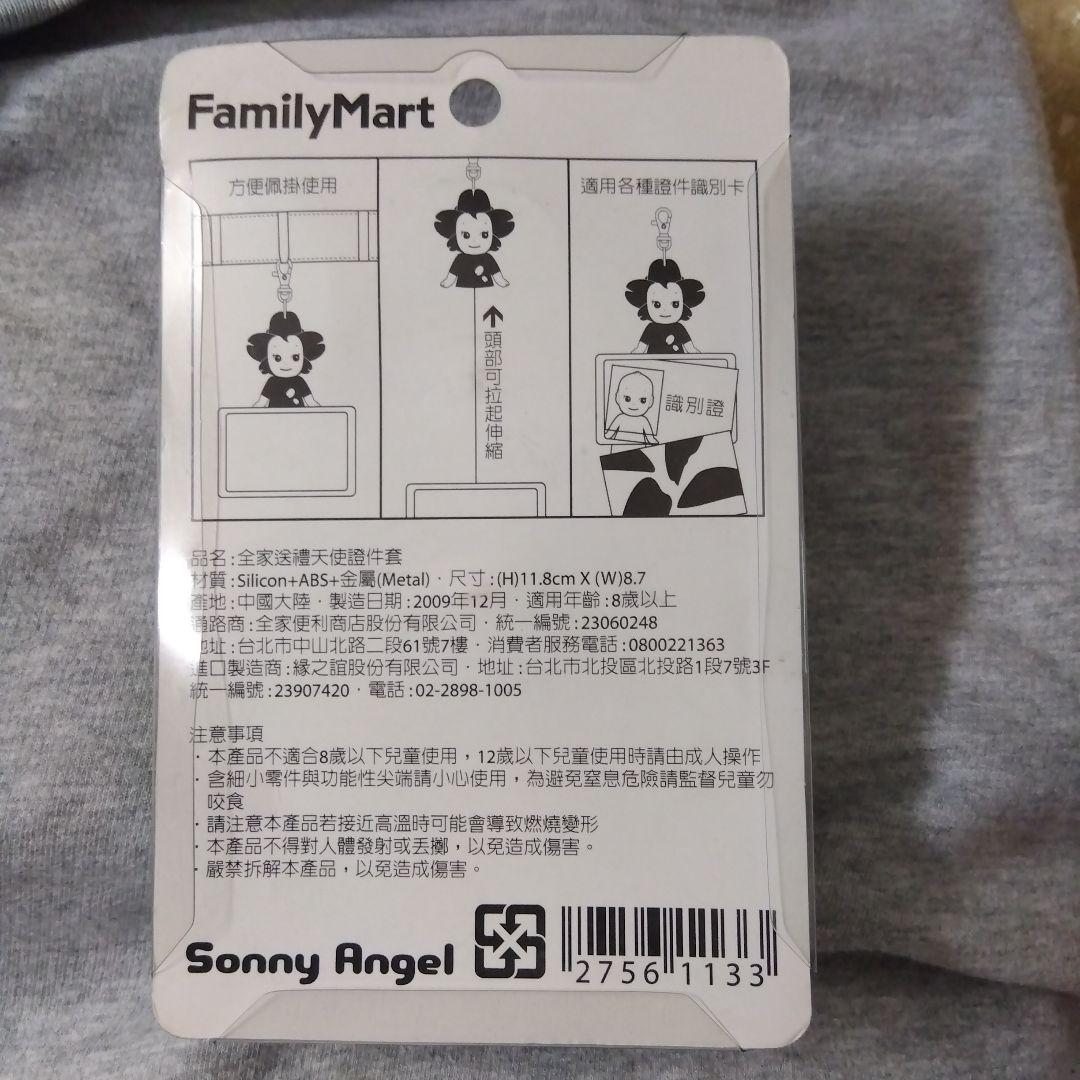 FamilyMart
方便佩掛使用
頭部可拉起伸縮
適用各種證件識別卡
識別證
品名:全家送禮天使證件套
材質:Silicon+ABS+金屬(Metal)‧尺寸:(H)11.8cm X (W)8.7
產地:中國大陸‧製造日期:2009年12月‧適用年齡:8歲以上
通路商:全家便利商店股份有限公司‧統一編號:23060248
地址:台北市中山北路二段61號7樓‧消費者服務電話:0800221363
進口製造商:緣之誼股份有限公司‧地址:台北市北投區北投路1段7號3F
統一編號:23907420‧電話:02-2898-1005
注意事項
‧本產品不適合8歲以下兒童使用，12歲以下兒童使用時請由成人操作
‧含細小零件與功能性尖端請小心使用，為避免窒息危險請監督兒童勿
咬食
‧請注意本產品若接近高溫時可能會導致燃燒變形
‧本產品不得對人體發射或丟擲，以免造成傷害。
‧嚴禁拆解本產品，以免造成傷害。
Sonny Angel
2756 1133